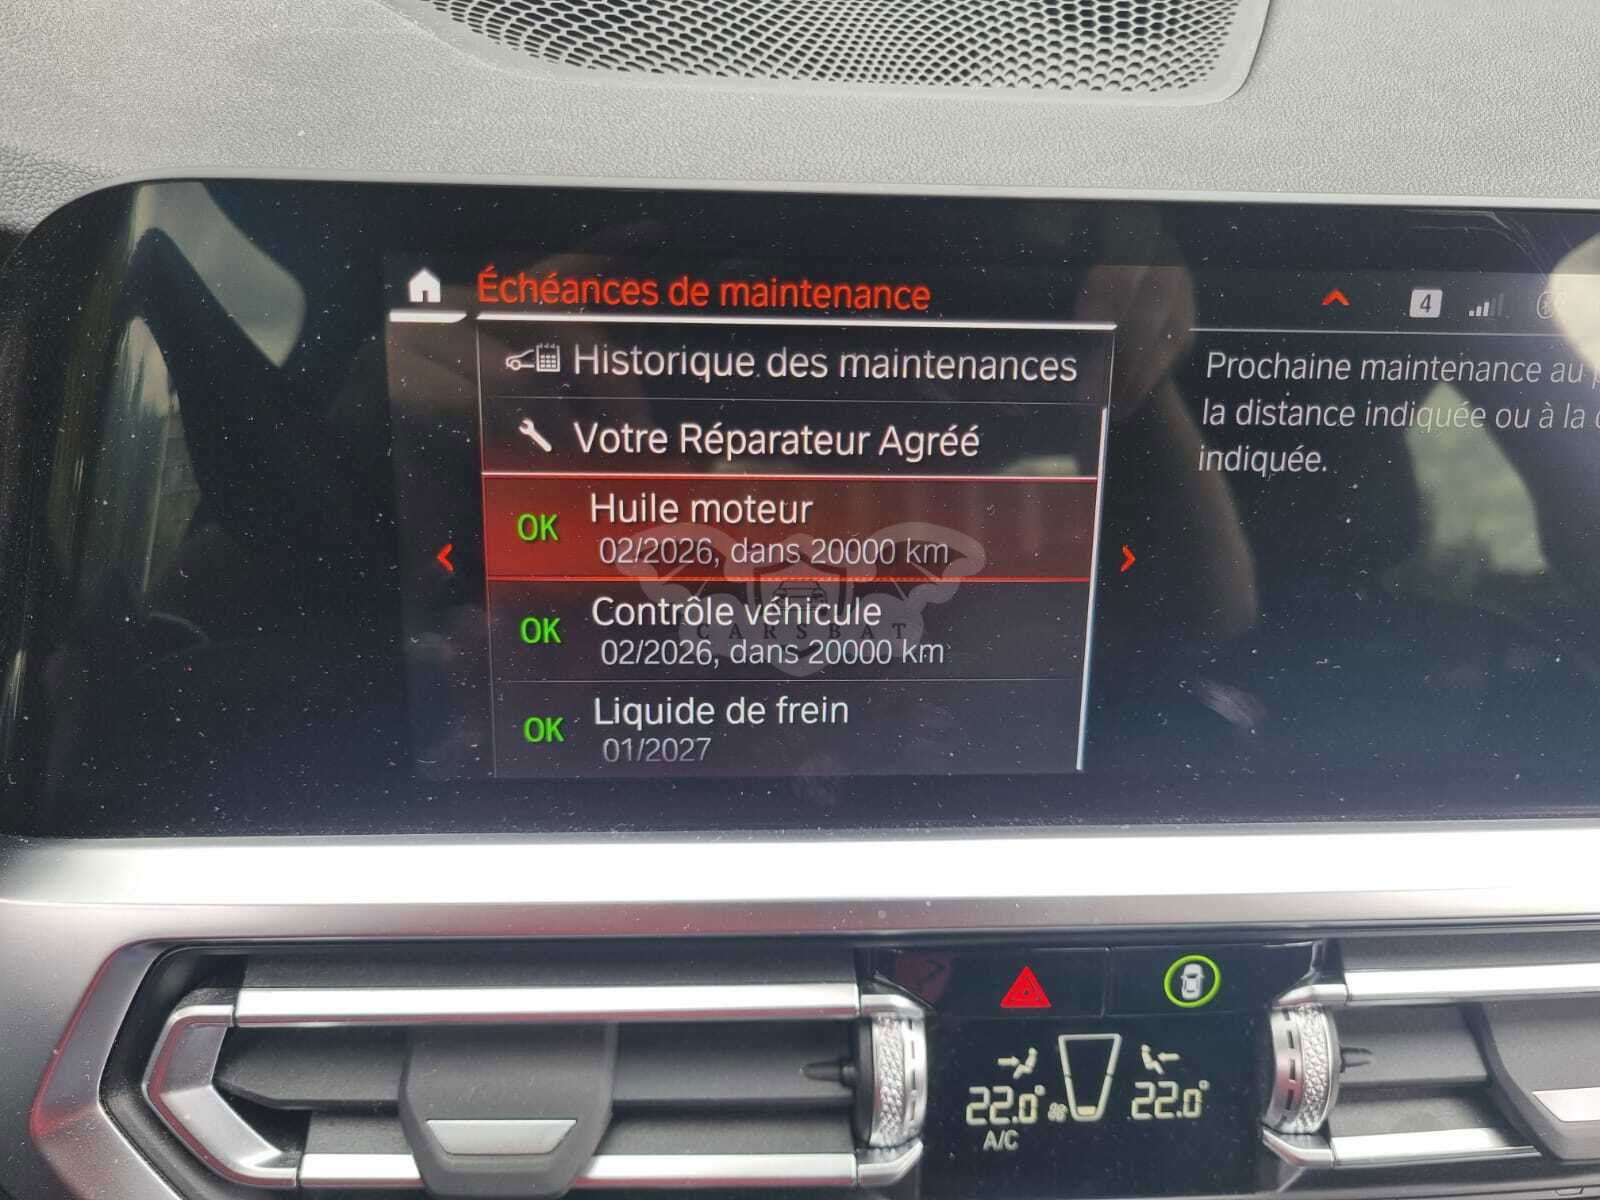 Échéances de maintenance
4
Historique des maintenances
Votre Réparateur Agréé
OK Huile moteur
02/2026, dans 20000 km
OK Contrôle véhicule
02/2026, dans 20000 km
OK Liquide de frein
01/2027
Prochaine maintenance au
la distance indiquée ou à la
indiquée.
CARSBAT
22.0°
22.0°
A/C